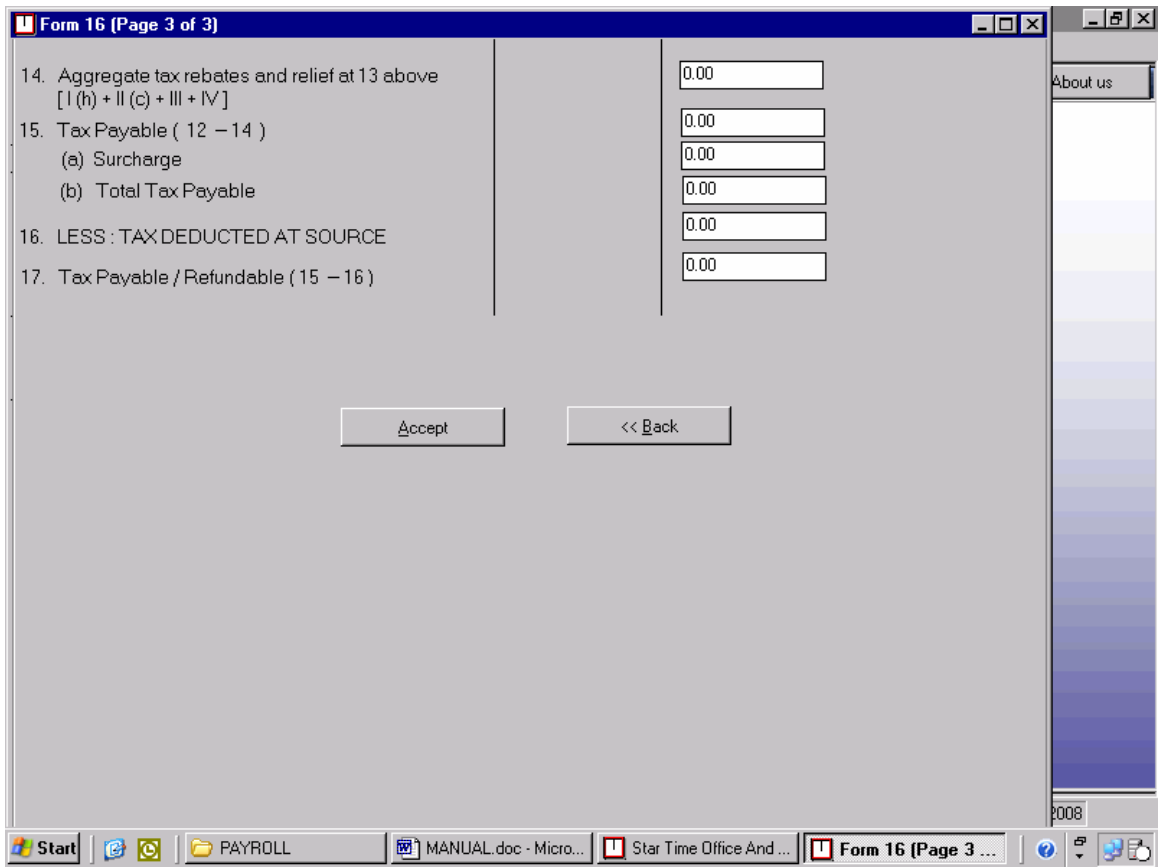 Form 16 (Page 3 of 3)
About us
14. Aggregate tax rebates and relief at 13 above 0.00
[ I (h) + II (c) + III + IV ]
15. Tax Payable ( 12 – 14 ) 0.00
(a) Surcharge 0.00
(b) Total Tax Payable 0.00
16. LESS : TAX DEDUCTED AT SOURCE 0.00
17. Tax Payable / Refundable ( 15 – 16 ) 0.00
Accept << Back
2008
Start PAYROLL MANUAL.doc - Micro... Star Time Office And ... Form 16 (Page 3 ...